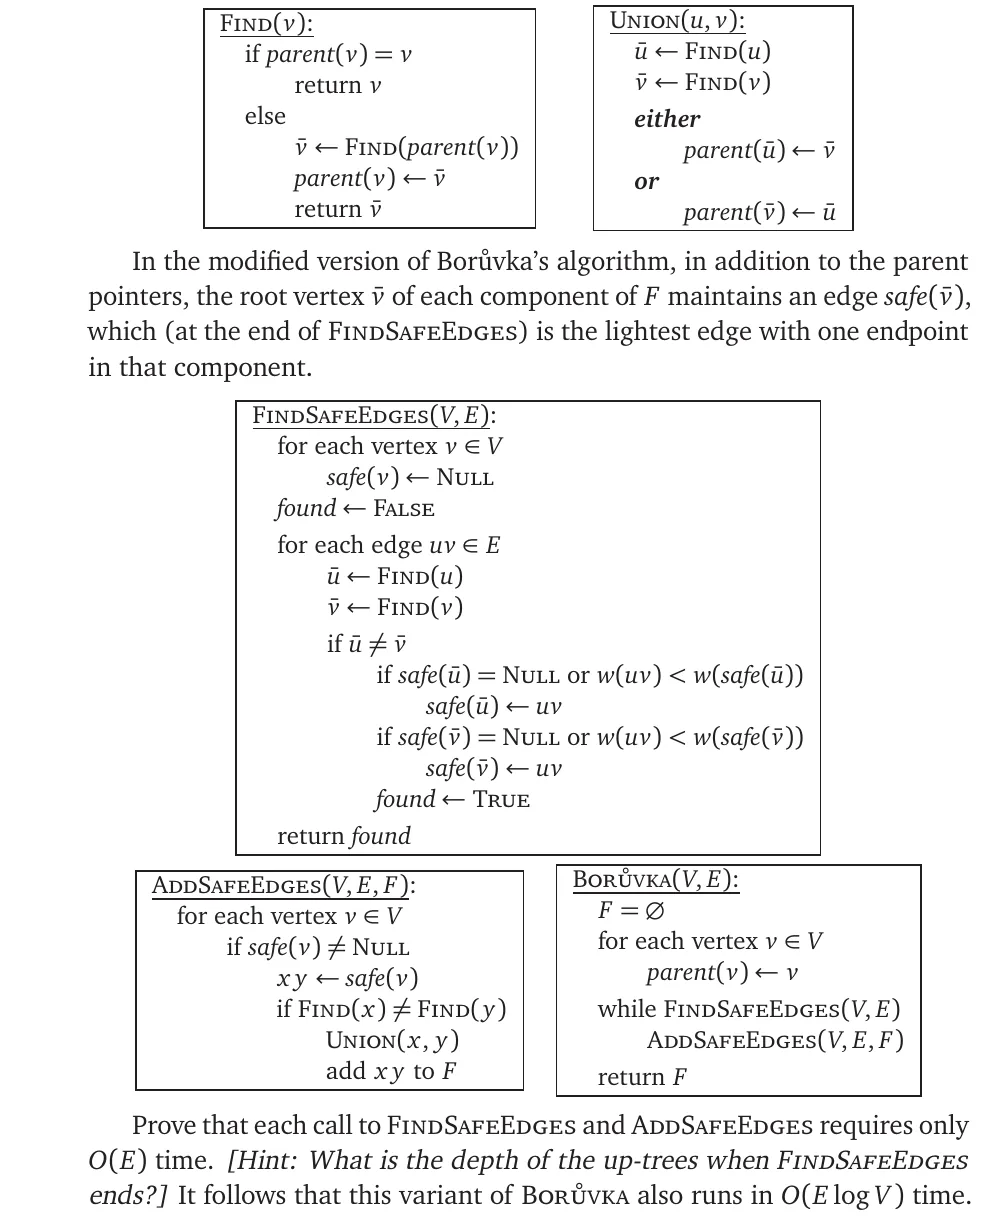 FIND(v):
if parent(v) = v
return v
else
v̄ ← FIND(parent(v))
parent(v) ← v̄
return v̄
UNION(u, v):
ū ← FIND(u)
v̄ ← FIND(v)
either
parent(ū) ← v̄
or
parent(v̄) ← ū
In the modified version of Borůvka's algorithm, in addition to the parent
pointers, the root vertex v̄ of each component of F maintains an edge safe(v̄),
which (at the end of FINDSAFEEDGES) is the lightest edge with one endpoint
in that component.
FINDSAFEEDGES(V, E):
for each vertex v ∈ V
safe(v) ← NULL
found ← FALSE
for each edge uv ∈ E
ū ← FIND(u)
v̄ ← FIND(v)
if ū ≠ v̄
if safe(ū) = NULL or w(uv) < w(safe(ū))
safe(ū) ← uv
if safe(v̄) = NULL or w(uv) < w(safe(v̄))
safe(v̄) ← uv
found ← TRUE
return found
ADDSAFEEDGES(V, E, F):
for each vertex v ∈ V
if safe(v) ≠ NULL
xy ← safe(v)
if FIND(x) ≠ FIND(y)
UNION(x, y)
add xy to F
BORŮVKA(V, E):
F = ∅
for each vertex v ∈ V
parent(v) ← v
while FINDSAFEEDGES(V, E)
ADDSAFEEDGES(V, E, F)
return F
Prove that each call to FINDSAFEEDGES and ADDSAFEEDGES requires only
O(E) time. [Hint: What is the depth of the up-trees when FINDSAFEEDGES
ends?] It follows that this variant of BORŮVKA also runs in O(E log V) time.